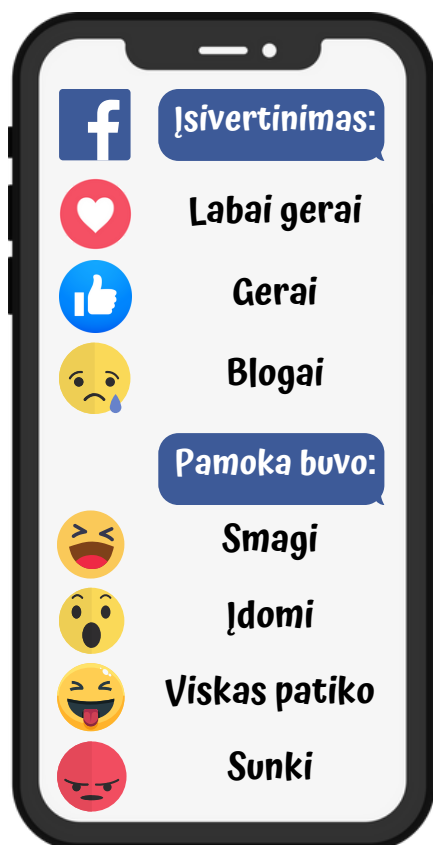 Įsivertinimas:
Labai gerai
Gerai
Blogai
Pamoka buvo:
Smagi
Įdomi
Viskas patiko
Sunki